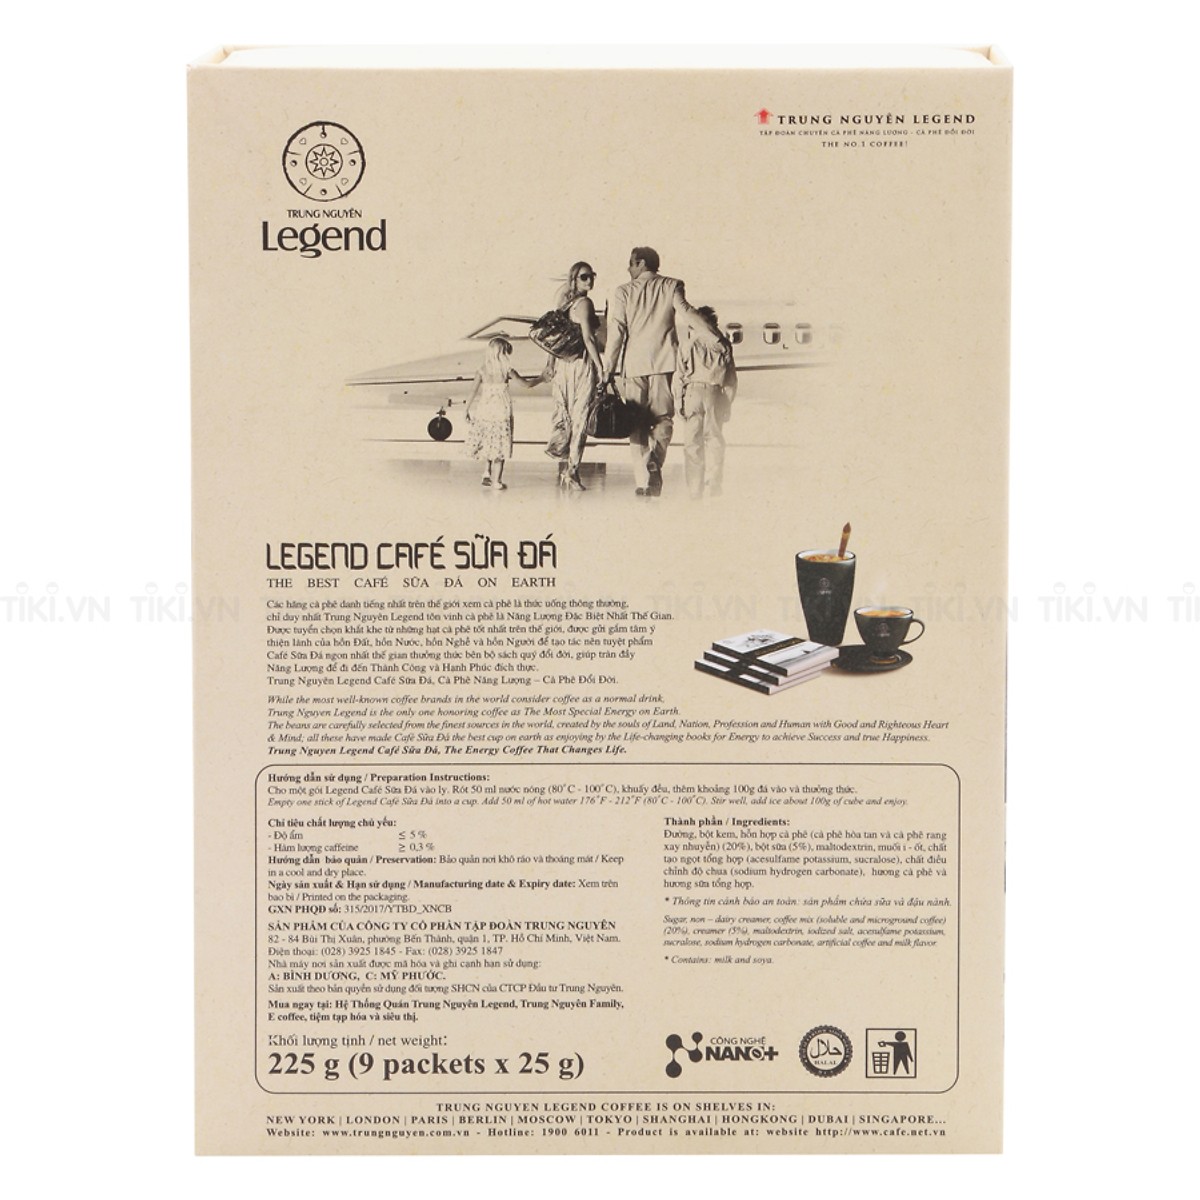 TRUNG NGUYÊN LEGEND
TẬP ĐOÀN CHUYÊN CÀ PHÊ NĂNG LƯỢNG - CÀ PHÊ ĐỔI ĐỜI
THE NO.1 COFFEE!
TRUNG NGUYÊN
Legend
LEGEND CAFÉ SỮA ĐÁ
THE BEST CAFÉ SỮA ĐÁ ON EARTH
TIKI.VN TIKI.VN TIKI.VN TIKI.VN TIKI.VN TIKI.VN
Các hãng cà phê danh tiếng nhất trên thế giới xem cà phê là thức uống thông thường,
chỉ duy nhất Trung Nguyên Legend tôn vinh cà phê là Năng Lượng Đặc Biệt Nhất Thế Gian.
Được tuyển chọn khắt khe từ những hạt cà phê tốt nhất trên thế giới, được gửi gắm tâm ý
thiện lành của hồn Đất, hồn Nước, hồn Nghề và hồn Người để tạo tác nên tuyệt phẩm
Café Sữa Đá ngon nhất thế gian thưởng thức bên bộ sách quý đổi đời, giúp tràn đầy
Năng Lượng để đi đến Thành Công và Hạnh Phúc đích thực.
Trung Nguyên Legend Café Sữa Đá, Cà Phê Năng Lượng – Cà Phê Đổi Đời.
While the most well-known coffee brands in the world consider coffee as a normal drink,
Trung Nguyen Legend is the only one honoring coffee as The Most Special Energy on Earth.
The beans are carefully selected from the finest sources in the world, created by the souls of Land, Nation, Profession and Human with Good and Righteous Heart
& Mind; all these have made Café Sữa Đá the best cup on earth as enjoying by the Life-changing books for Energy to achieve Success and true Happiness.
Trung Nguyen Legend Café Sữa Đá, The Energy Coffee That Changes Life.
Hướng dẫn sử dụng / Preparation Instructions:
Cho một gói Legend Café Sữa Đá vào ly. Rót 50 ml nước nóng (80°C - 100°C), khuấy đều, thêm khoảng 100g đá vào và thưởng thức.
Empty one stick of Legend Café Sữa Đá into a cup. Add 50 ml of hot water 176°F - 212°F (80°C - 100°C). Stir well, add ice about 100g of cube and enjoy.
Chỉ tiêu chất lượng chủ yếu:
- Độ ẩm ≤ 5 %
- Hàm lượng caffeine ≥ 0,3 %
Hướng dẫn bảo quản / Preservation: Bảo quản nơi khô ráo và thoáng mát / Keep
in a cool and dry place.
Ngày sản xuất & Hạn sử dụng / Manufacturing date & Expiry date: Xem trên
bao bì / Printed on the packaging.
GXN PHQĐ số: 315/2017/YTBD_XNCB
SẢN PHẨM CỦA CÔNG TY CỔ PHẦN TẬP ĐOÀN TRUNG NGUYÊN
82 - 84 Bùi Thị Xuân, phường Bến Thành, quận 1, TP. Hồ Chí Minh, Việt Nam.
Điện thoại: (028) 3925 1845 - Fax: (028) 3925 1847
Nhà máy nơi sản xuất được mã hóa và ghi cạnh hạn sử dụng:
A: BÌNH DƯƠNG, C: MỸ PHƯỚC.
Sản xuất theo bản quyền sử dụng đối tượng SHCN của CTCP Đầu tư Trung Nguyên.
Mua ngay tại: Hệ Thống Quán Trung Nguyên Legend, Trung Nguyên Family,
E coffee, tiệm tạp hóa và siêu thị.
Khối lượng tịnh / net weight:
225 g (9 packets x 25 g)
Thành phần / Ingredients:
Đường, bột kem, hỗn hợp cà phê (cà phê hòa tan và cà phê rang
xay nhuyễn) (20%), bột sữa (5%), maltodextrin, muối i - ốt, chất
tạo ngọt tổng hợp (acesulfame potassium, sucralose), chất điều
chỉnh độ chua (sodium hydrogen carbonate), hương cà phê và
hương sữa tổng hợp.
* Thông tin cảnh báo an toàn: sản phẩm chứa sữa và đậu nành.
Sugar, non – dairy creamer, coffee mix (soluble and microground coffee)
(20%), creamer (5%), maltodextrin, iodized salt, acesulfame potassium,
sucralose, sodium hydrogen carbonate, artificial coffee and milk flavor.
* Contains: milk and soya.
CÔNG NGHỆ
NANO+
HALAL
TRUNG NGUYEN LEGEND COFFEE IS ON SHELVES IN:
NEW YORK | LONDON | PARIS | BERLIN | MOSCOW | TOKYO | SHANGHAI | HONGKONG | DUBAI | SINGAPORE...
Website: www.trungnguyen.com.vn - Hotline: 1900 6011 - Product is available at: website http://www.cafe.net.vn